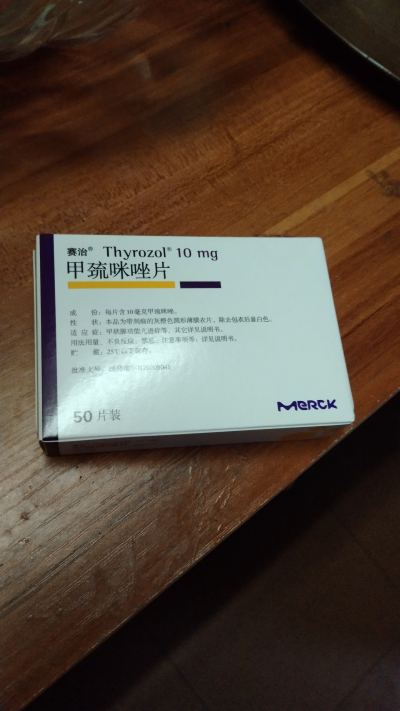 赛治® Thyrozol® 10 mg
甲巯咪唑片
成　　份：每片含10毫克甲巯咪唑。
性　　状：本品为带刻痕的灰橙色圆形薄膜衣片，除去包衣后显白色。
适 应 症：甲状腺功能亢进症等，其它详见说明书。
用法用量、不良反应、禁忌、注意事项等：详见说明书。
贮　　藏：25℃以下保存。
批准文号：
50 片装
MERCK